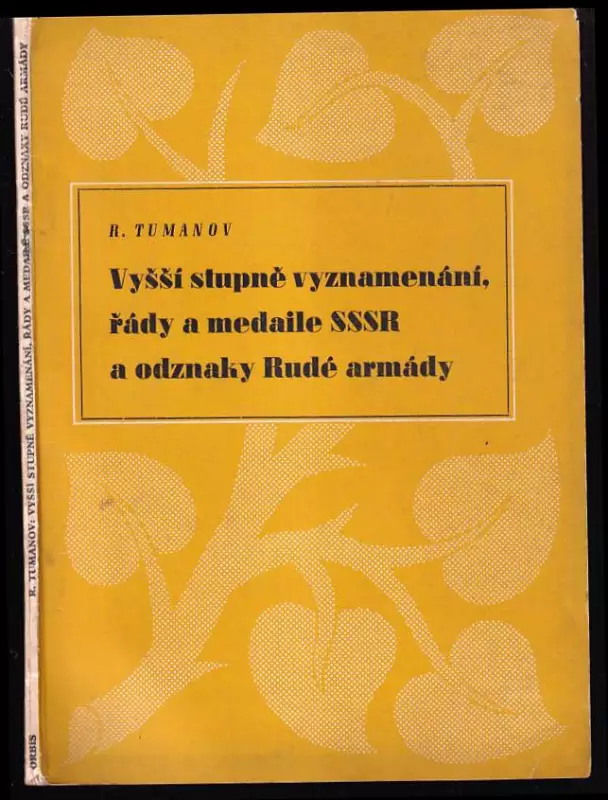 R. TUMANOV
Vyšší stupně vyznamenání,
řády a medaile SSSR
a odznaky Rudé armády
R. TUMANOV: VYŠŠÍ STUPNĚ VYZNAMENÁNÍ, ŘÁDY A MEDAILE SSSR A ODZNAKY RUDÉ ARMÁDY
ORBIS